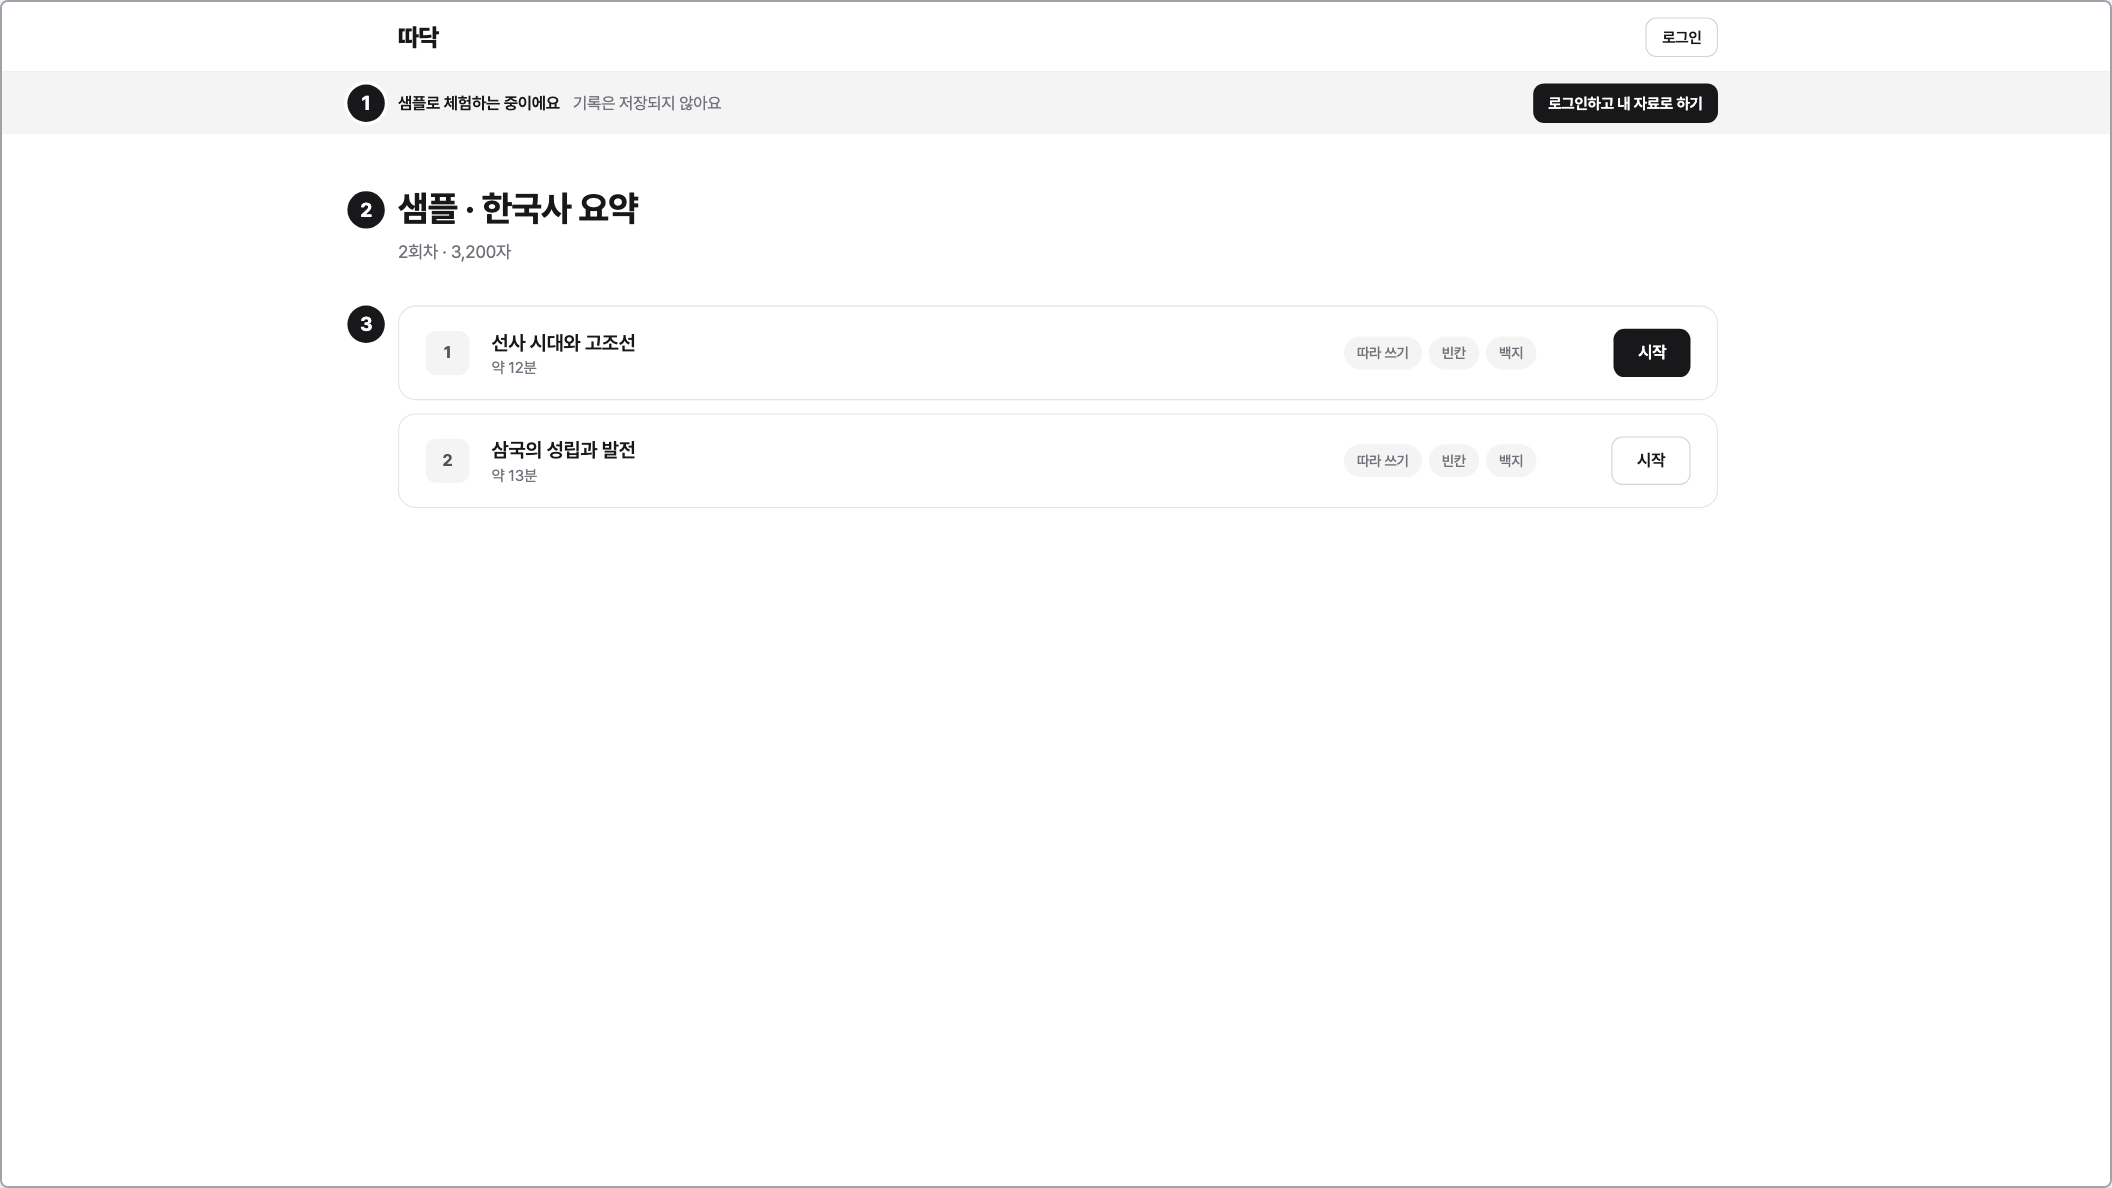 따닥
로그인
1 샘플로 체험하는 중이에요 기록은 저장되지 않아요
로그인하고 내 자료로 하기
2 샘플 · 한국사 요약
2회차 · 3,200자
3
1 선사 시대와 고조선
약 12분
따라 쓰기 빈칸 백지 시작
2 삼국의 성립과 발전
약 13분
따라 쓰기 빈칸 백지 시작